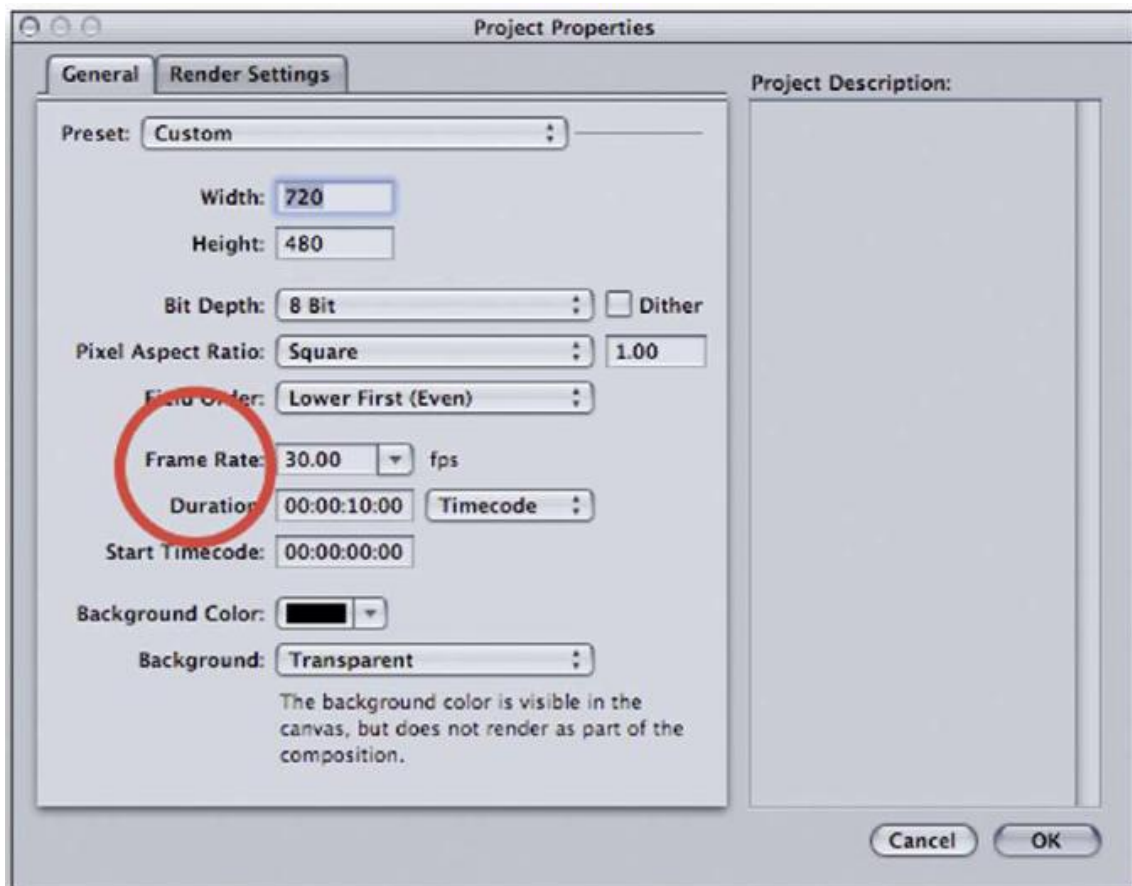 Project Properties
General Render Settings
Project Description:
Preset: Custom
Width: 720
Height: 480
Bit Depth: 8 Bit Dither
Pixel Aspect Ratio: Square 1.00
Field Order: Lower First (Even)
Frame Rate: 30.00 fps
Duration 00:00:10:00 Timecode
Start Timecode: 00:00:00:00
Background Color:
Background: Transparent
The background color is visible in the
canvas, but does not render as part of the
composition.
Cancel OK